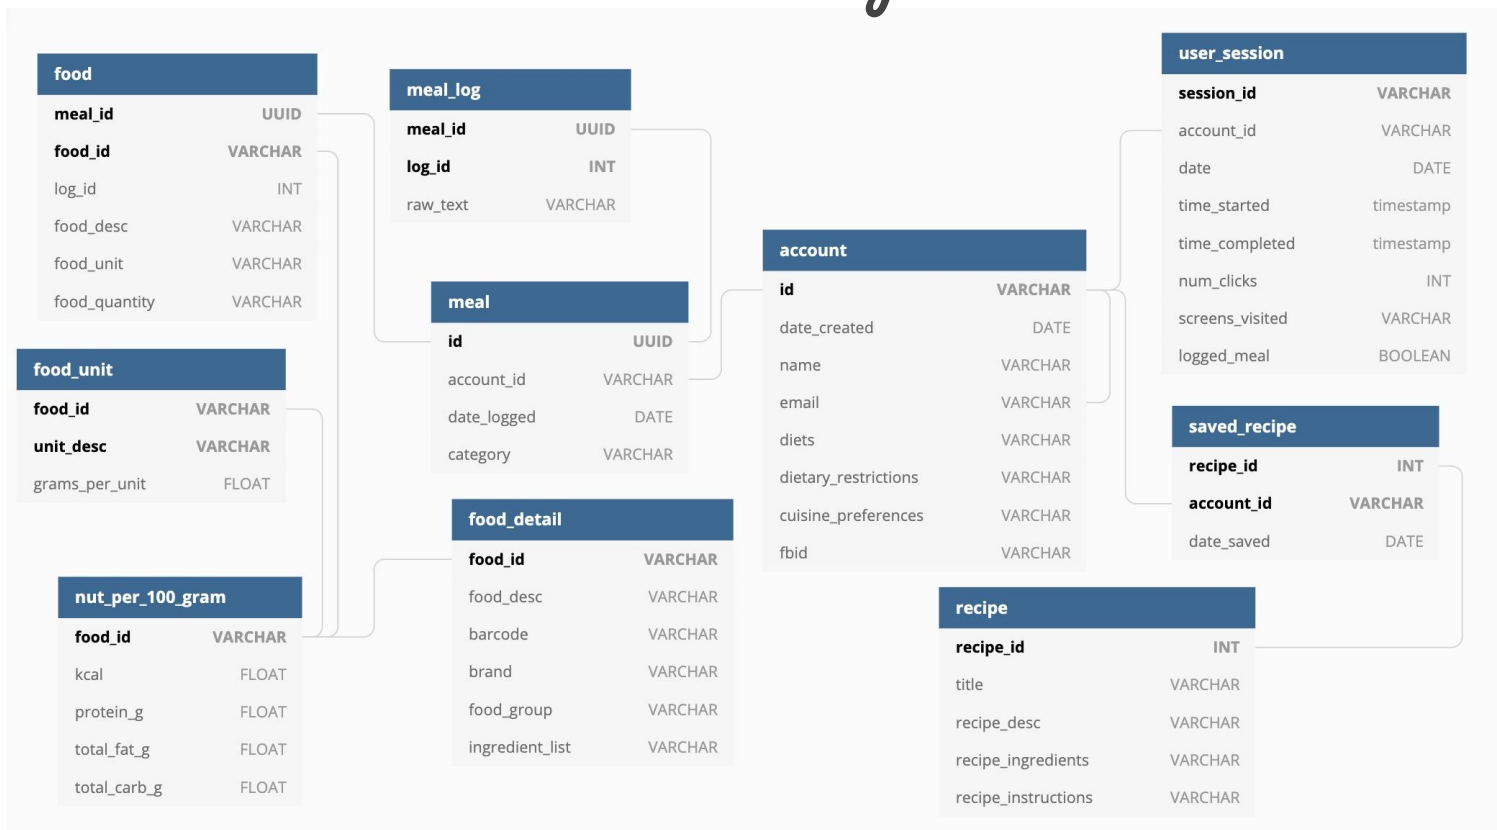 food
meal_id UUID
food_id VARCHAR
log_id INT
food_desc VARCHAR
food_unit VARCHAR
food_quantity VARCHAR
meal_log
meal_id UUID
log_id INT
raw_text VARCHAR
user_session
session_id VARCHAR
account_id VARCHAR
date DATE
time_started timestamp
time_completed timestamp
num_clicks INT
screens_visited VARCHAR
logged_meal BOOLEAN
account
id VARCHAR
date_created DATE
name VARCHAR
email VARCHAR
diets VARCHAR
dietary_restrictions VARCHAR
cuisine_preferences VARCHAR
fbid VARCHAR
meal
id UUID
account_id VARCHAR
date_logged DATE
category VARCHAR
food_unit
food_id VARCHAR
unit_desc VARCHAR
grams_per_unit FLOAT
saved_recipe
recipe_id INT
account_id VARCHAR
date_saved DATE
food_detail
food_id VARCHAR
food_desc VARCHAR
barcode VARCHAR
brand VARCHAR
food_group VARCHAR
ingredient_list VARCHAR
nut_per_100_gram
food_id VARCHAR
kcal FLOAT
protein_g FLOAT
total_fat_g FLOAT
total_carb_g FLOAT
recipe
recipe_id INT
title VARCHAR
recipe_desc VARCHAR
recipe_ingredients VARCHAR
recipe_instructions VARCHAR